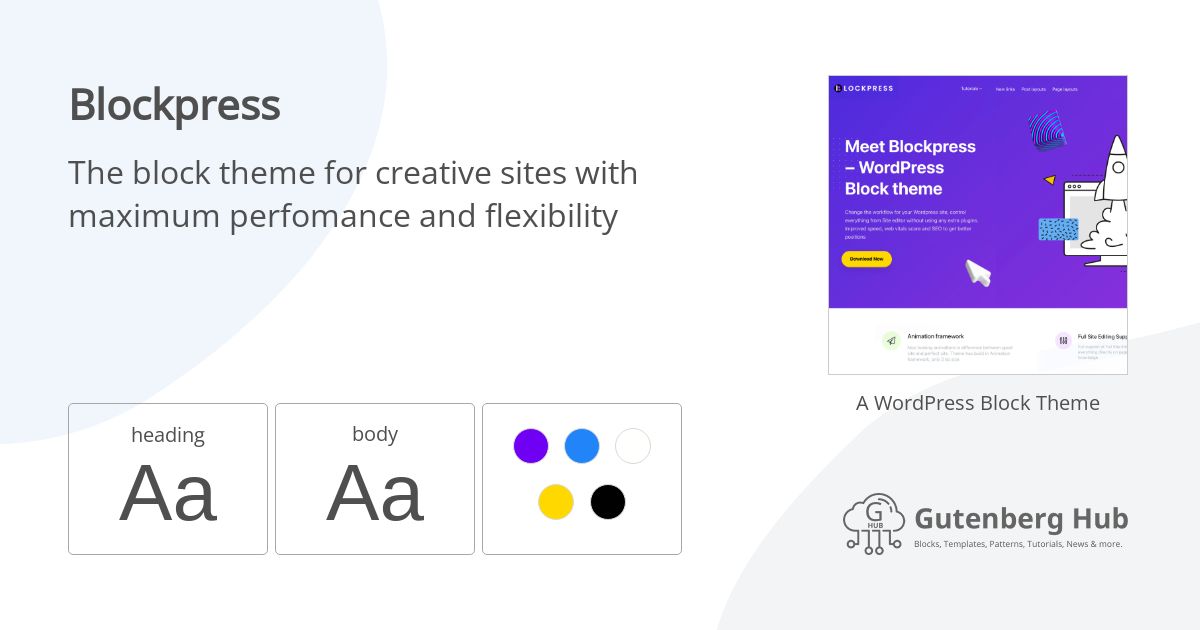 Blockpress
The block theme for creative sites with
maximum perfomance and flexibility
heading
Aa
body
Aa
LOCKPRESS
Tutorials
New links
Post layouts
Page layouts
Meet Blockpress
– WordPress
Block theme
Change the workflow for your Wordpress site, control
everything from Site editor without using any extra plugins.
Improved speed, web vitals score and SEO to get better
positions
Download Now
Animation framework
Full Site Editing Supp
A WordPress Block Theme
G
HUB
Gutenberg Hub
Blocks, Templates, Patterns, Tutorials, News & more.